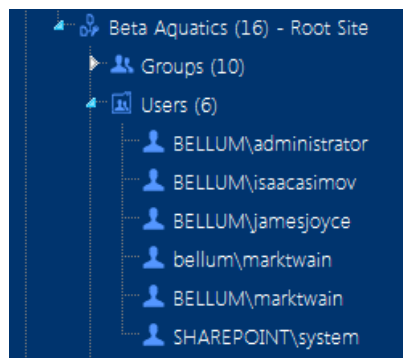 Beta Aquatics (16) - Root Site
Groups (10)
Users (6)
BELLUM\administrator
BELLUM\isaacasimov
BELLUM\jamesjoyce
bellum\marktwain
BELLUM\marktwain
SHAREPOINT\system